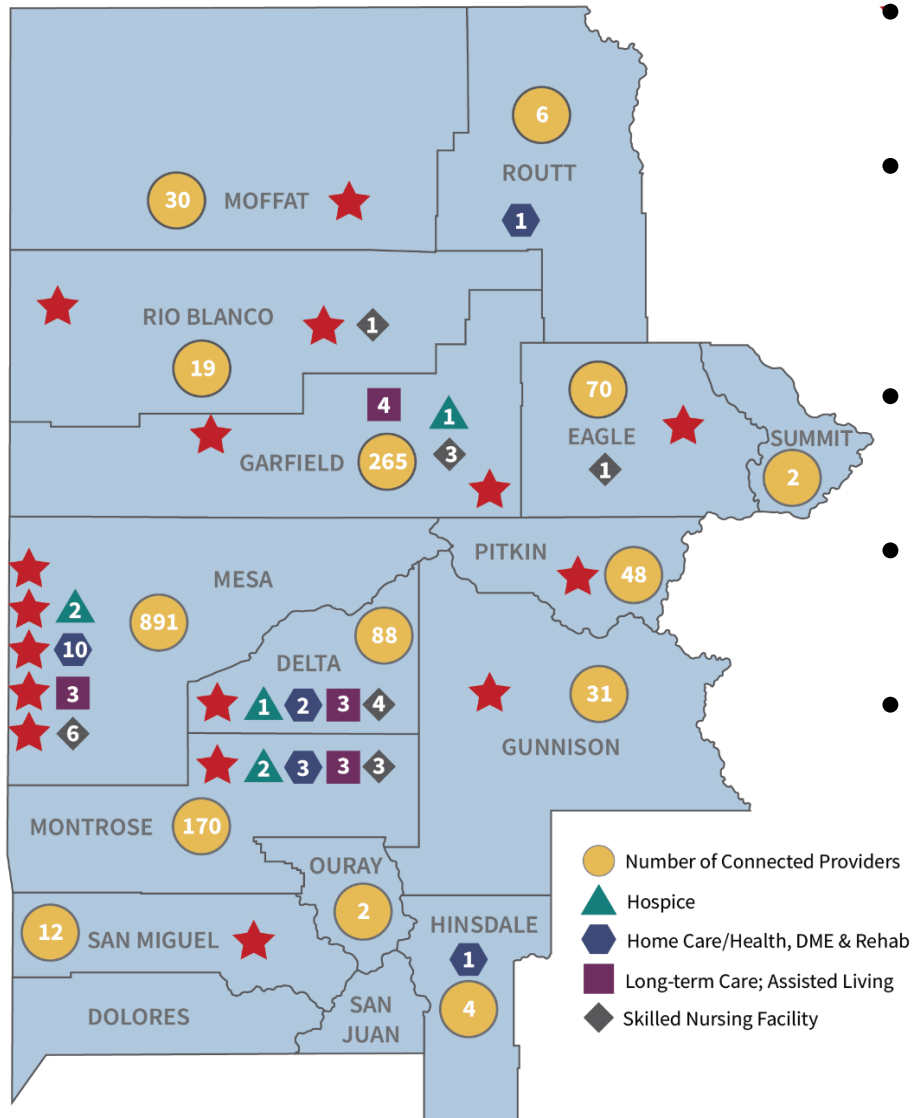 6
ROUTT
30
MOFFAT
1
RIO BLANCO
1
19
70
4
1
EAGLE
SUMMIT
GARFIELD
265
3
1
2
PITKIN
48
MESA
2
891
88
10
DELTA
3
1
2
3
4
31
6
GUNNISON
2
3
3
3
MONTROSE
170
OURAY
Number of Connected Providers
2
Hospice
12
SAN MIGUEL
HINSDALE
Home Care/Health, DME & Rehab
1
Long-term Care; Assisted Living
DOLORES
SAN
JUAN
4
Skilled Nursing Facility